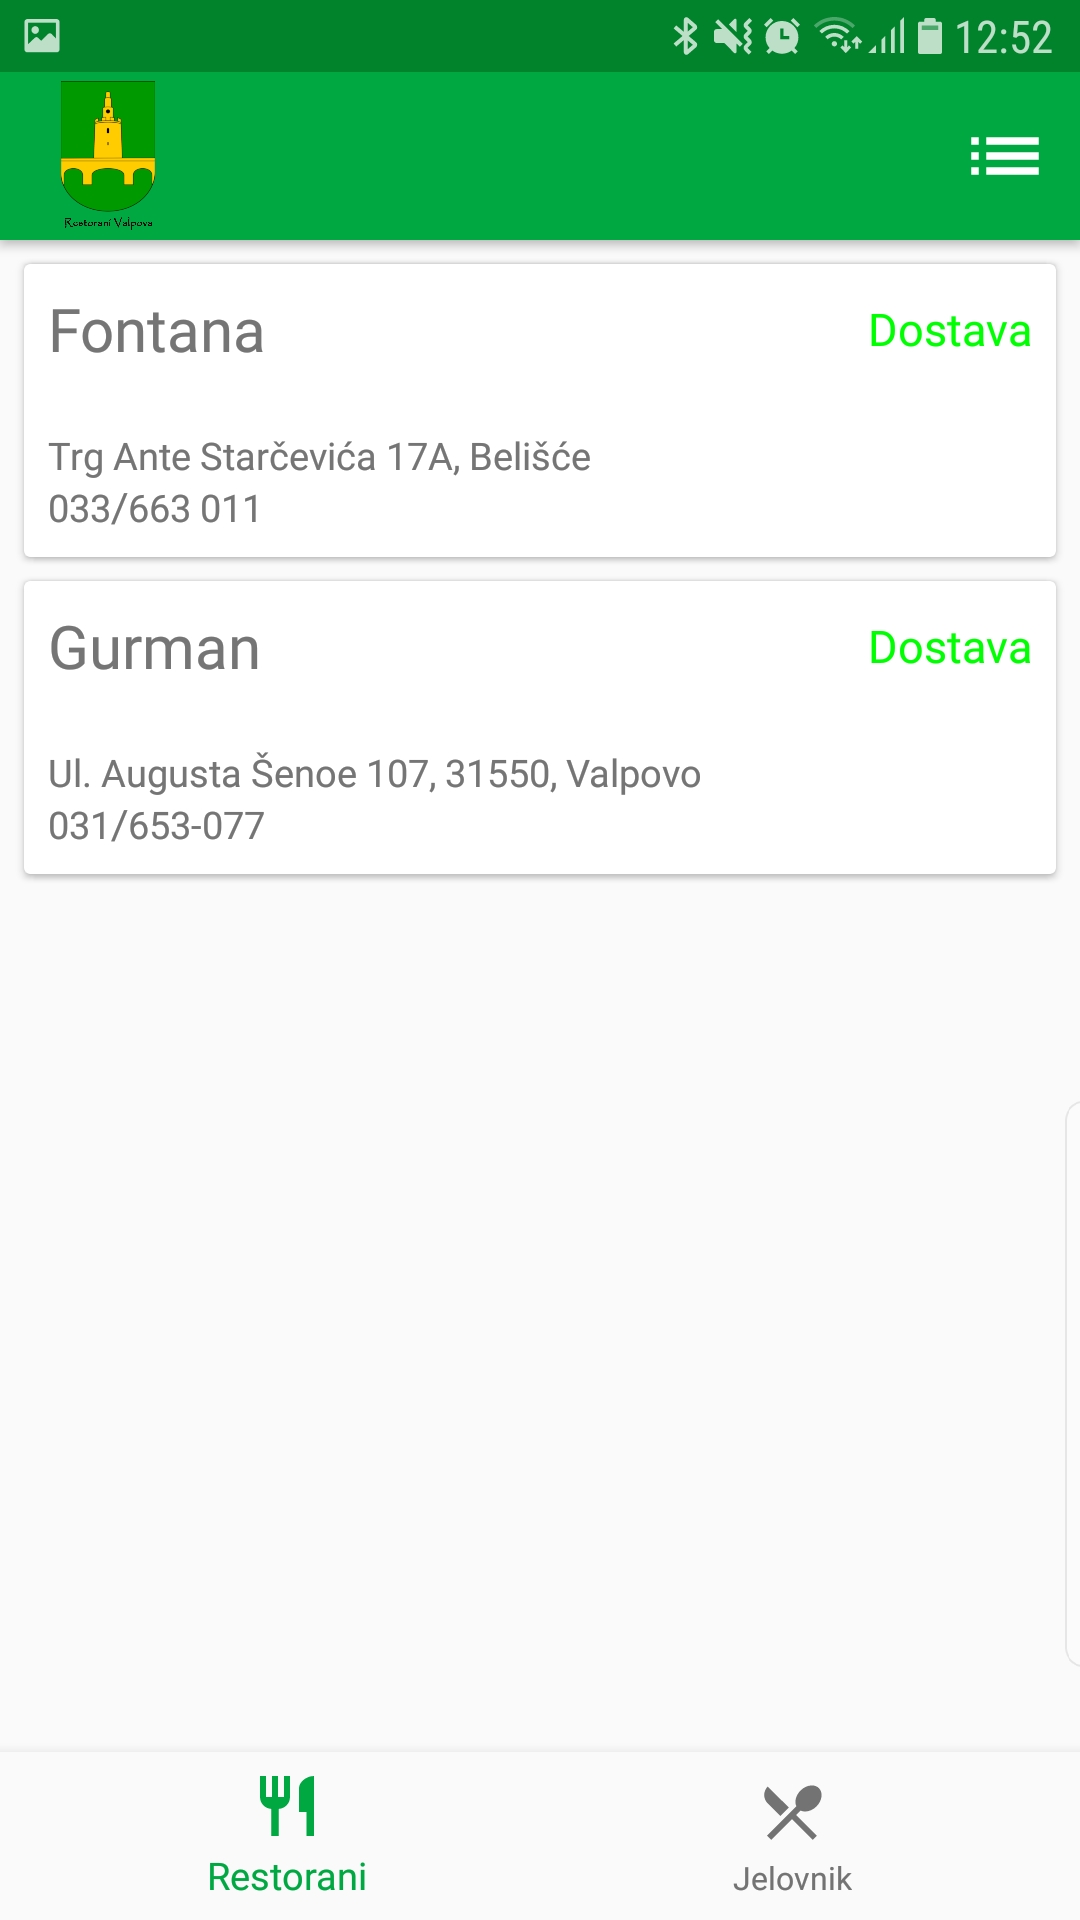 12:52
Restorani Valpova
Fontana
Dostava
Trg Ante Starčevića 17A, Belišće
033/663 011
Gurman
Dostava
Ul. Augusta Šenoe 107, 31550, Valpovo
031/653-077
Restorani
Jelovnik